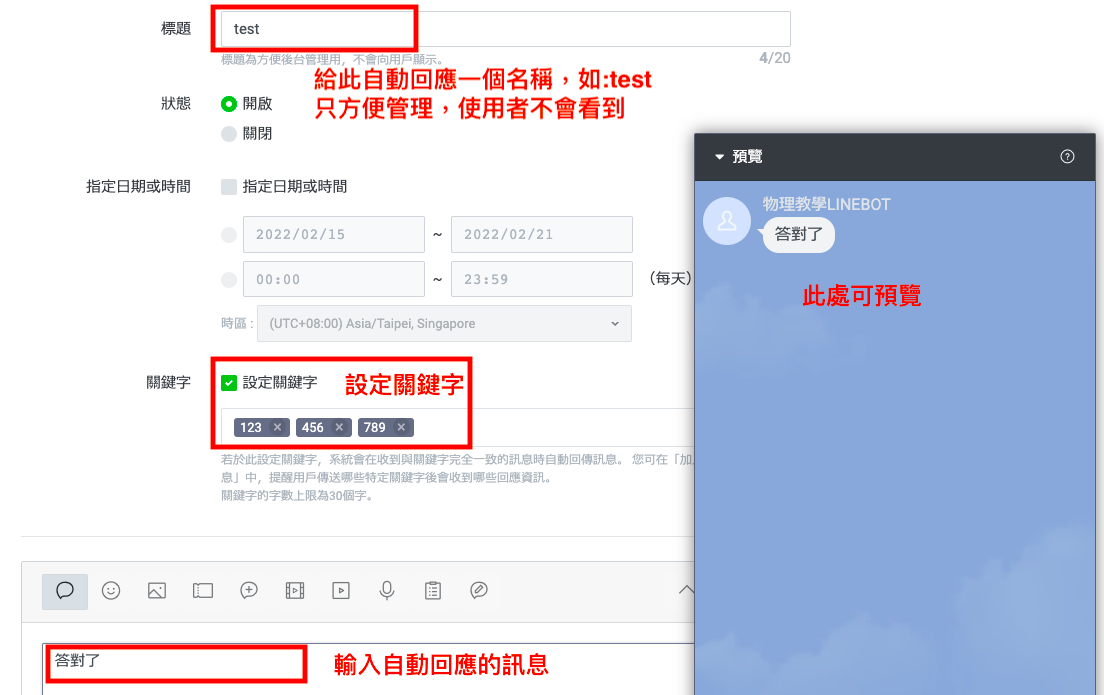 標題
test
標題為方便後台管理用，不會向用戶顯示。
4/20
給此自動回應一個名稱，如:test
只方便管理，使用者不會看到
狀態
開啟
關閉
指定日期或時間
指定日期或時間
2022/02/15 ~ 2022/02/21
00:00 ~ 23:59 (每天)
時區 : (UTC+08:00) Asia/Taipei, Singapore
關鍵字
設定關鍵字
設定關鍵字
123 × 456 × 789 ×
若於此設定關鍵字，系統會在收到與關鍵字完全一致的訊息時自動回傳訊息。 您可在「加
息」中，提醒用戶傳送哪些特定關鍵字後會收到哪些回應資訊。
關鍵字的字數上限為30個字。
預覽
?
物理教學LINEBOT
答對了
此處可預覽
答對了
輸入自動回應的訊息